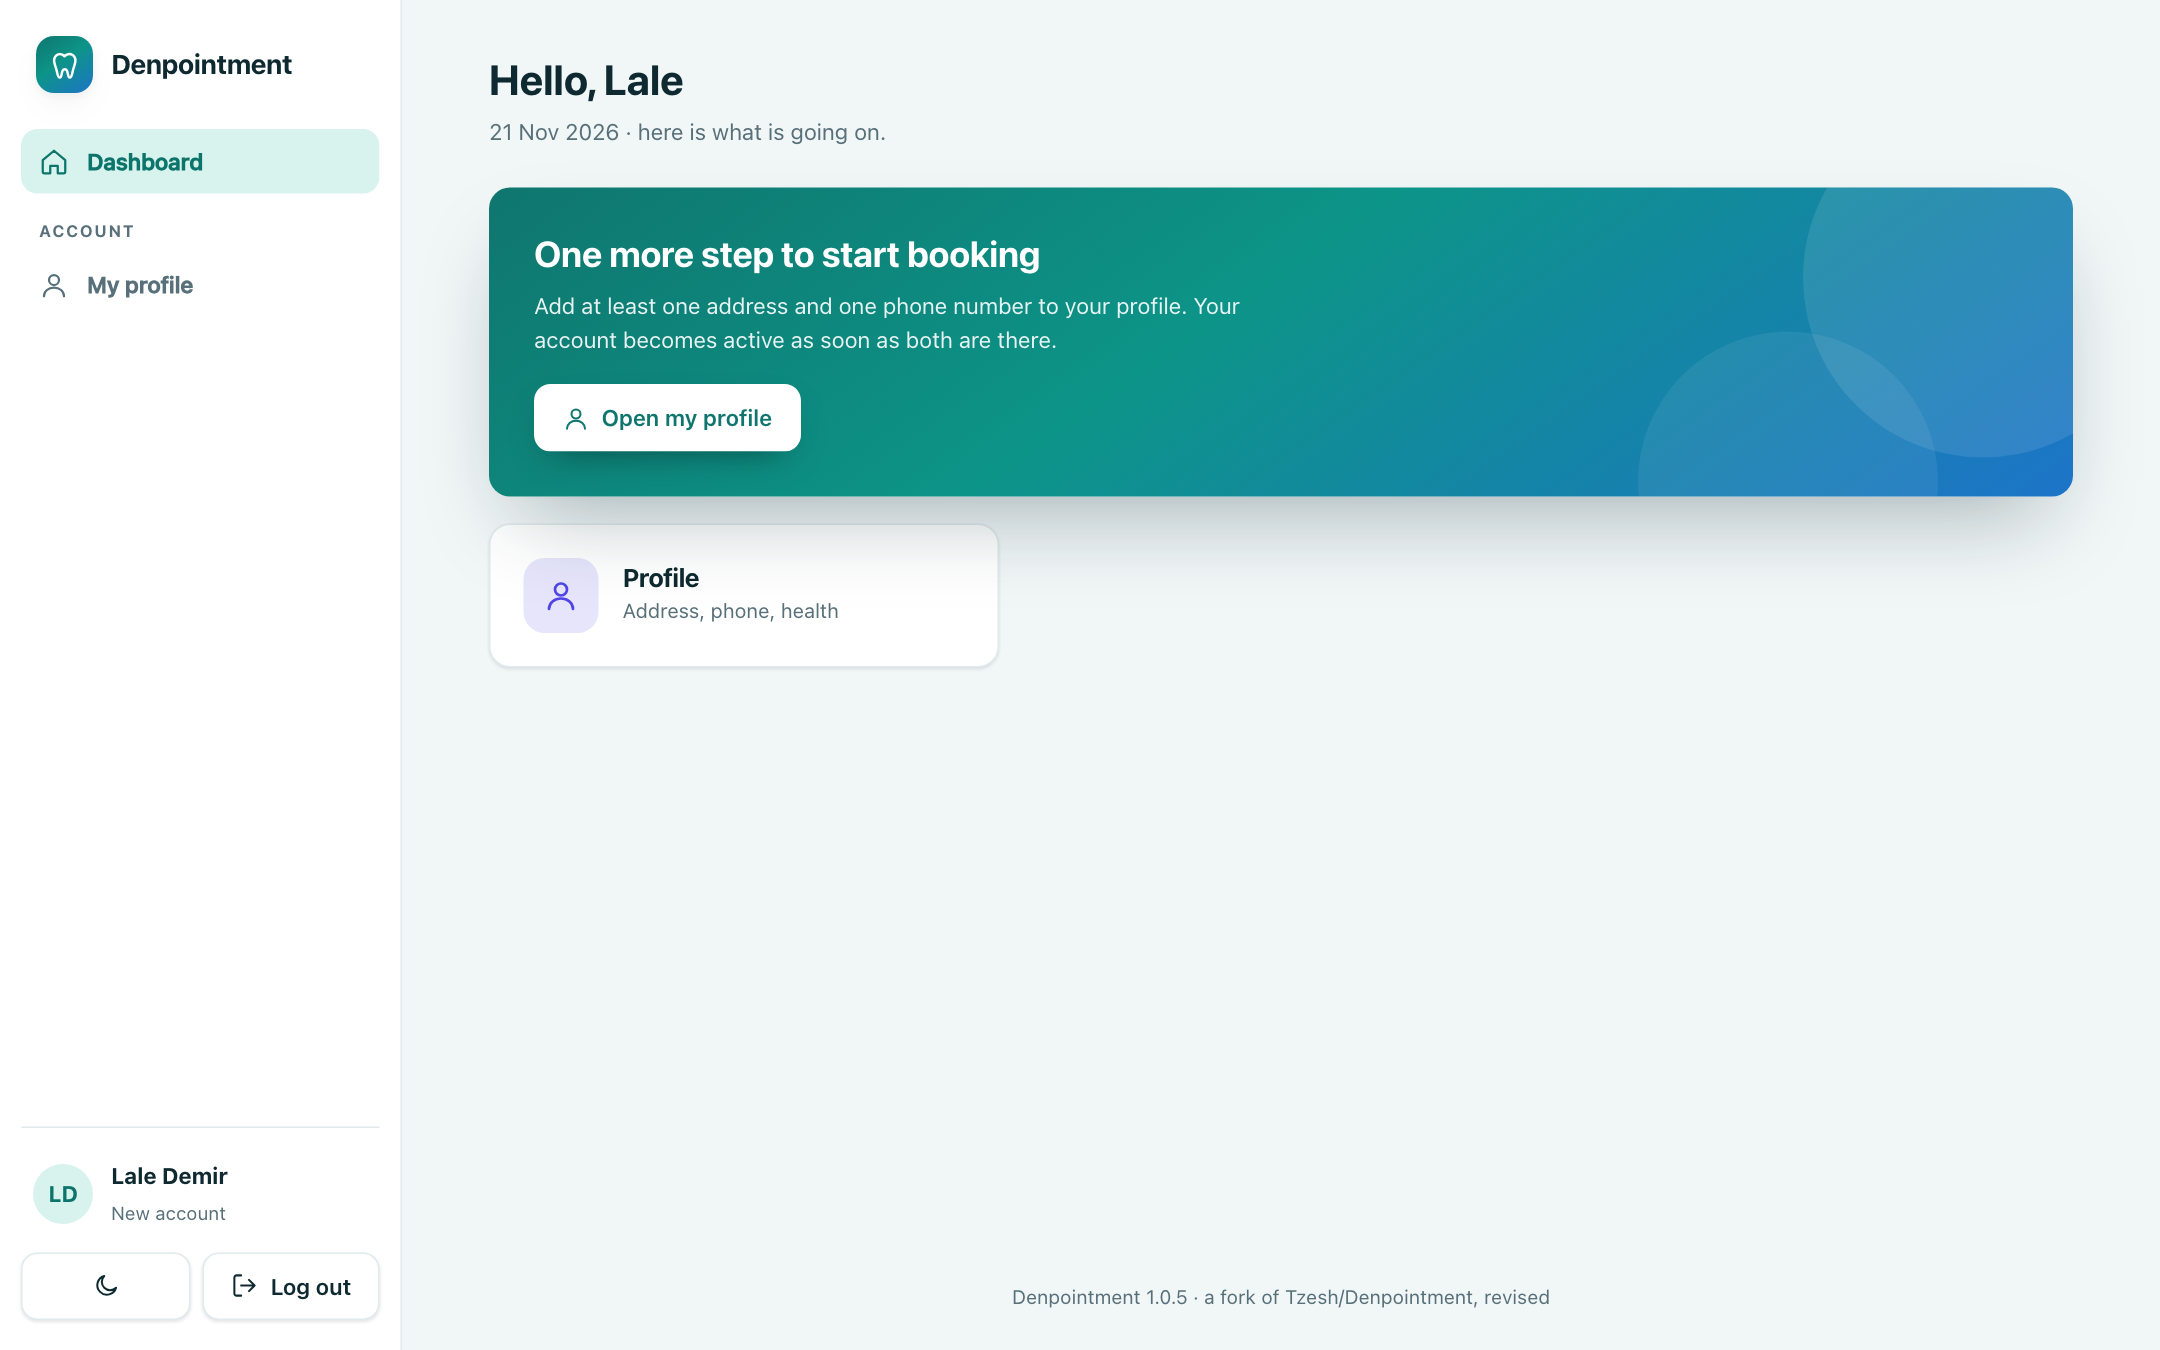 Denpointment
Dashboard
ACCOUNT
My profile
Lale Demir
LD
New account
Log out
Hello, Lale
21 Nov 2026 · here is what is going on.
One more step to start booking
Add at least one address and one phone number to your profile. Your
account becomes active as soon as both are there.
Open my profile
Profile
Address, phone, health
Denpointment 1.0.5 · a fork of Tzesh/Denpointment, revised